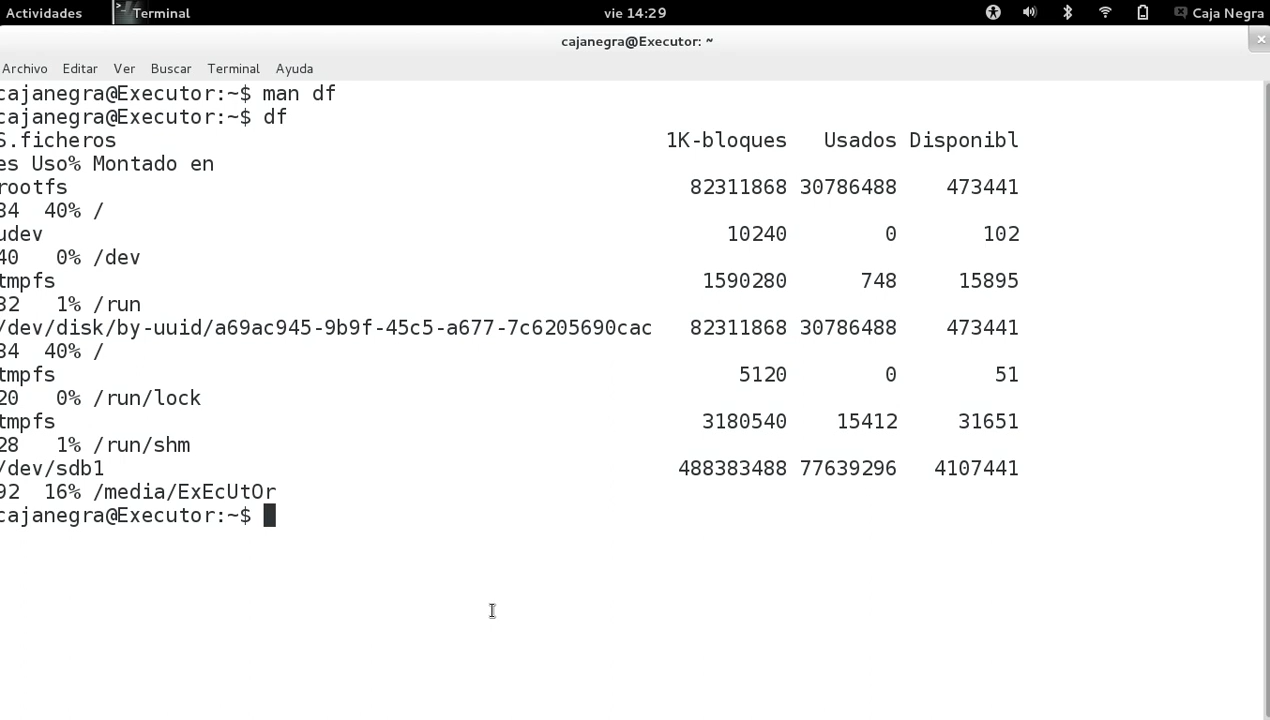 Actividades Terminal vie 14:29 Caja Negra
cajanegra@Executor: ~
Archivo Editar Ver Buscar Terminal Ayuda
cajanegra@Executor:~$ man df
cajanegra@Executor:~$ df
S.ficheros 1K-bloques Usados Disponibl
es Uso% Montado en
rootfs 82311868 30786488 473441
84 40% /
udev 10240 0 102
40 0% /dev
tmpfs 1590280 748 15895
32 1% /run
/dev/disk/by-uuid/a69ac945-9b9f-45c5-a677-7c6205690cac 82311868 30786488 473441
84 40% /
tmpfs 5120 0 51
20 0% /run/lock
tmpfs 3180540 15412 31651
28 1% /run/shm
/dev/sdb1 488383488 77639296 4107441
92 16% /media/ExEcUtOr
cajanegra@Executor:~$